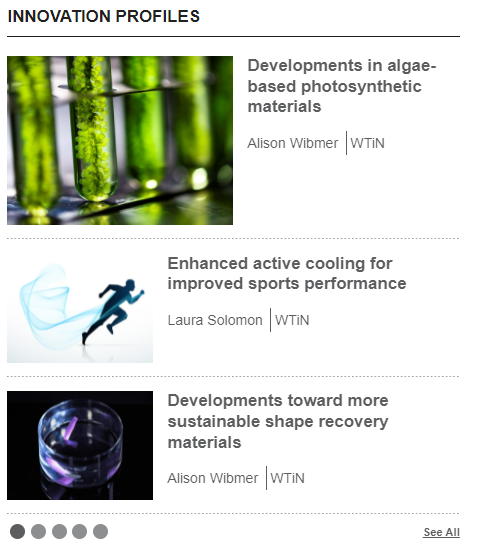 INNOVATION PROFILES
Developments in algae-
based photosynthetic
materials
Alison Wibmer | WTiN
Enhanced active cooling for
improved sports performance
Laura Solomon | WTiN
Developments toward more
sustainable shape recovery
materials
Alison Wibmer | WTiN
See All